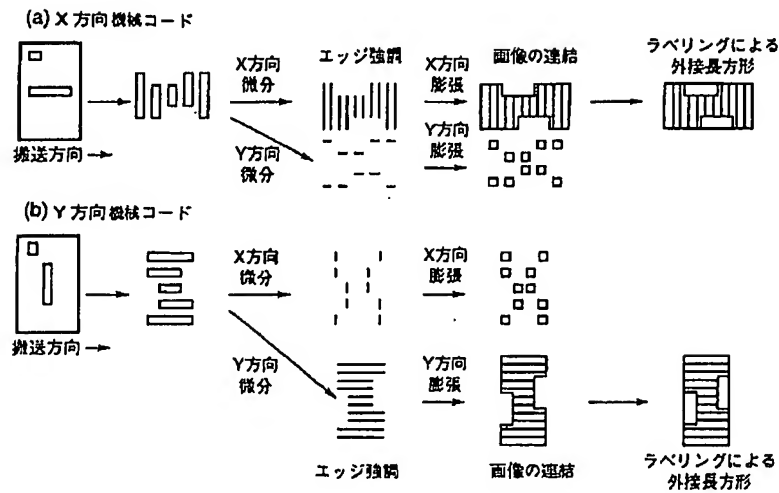 (a) X方向機械コード
搬送方向
X方向
微分
Y方向
微分
エッジ強調
X方向
膨張
Y方向
膨張
画像の連結
ラベリングによる
外接長方形
(b) Y方向機械コード
搬送方向
X方向
微分
Y方向
微分
エッジ強調
X方向
膨張
Y方向
膨張
画像の連結
ラベリングによる
外接長方形